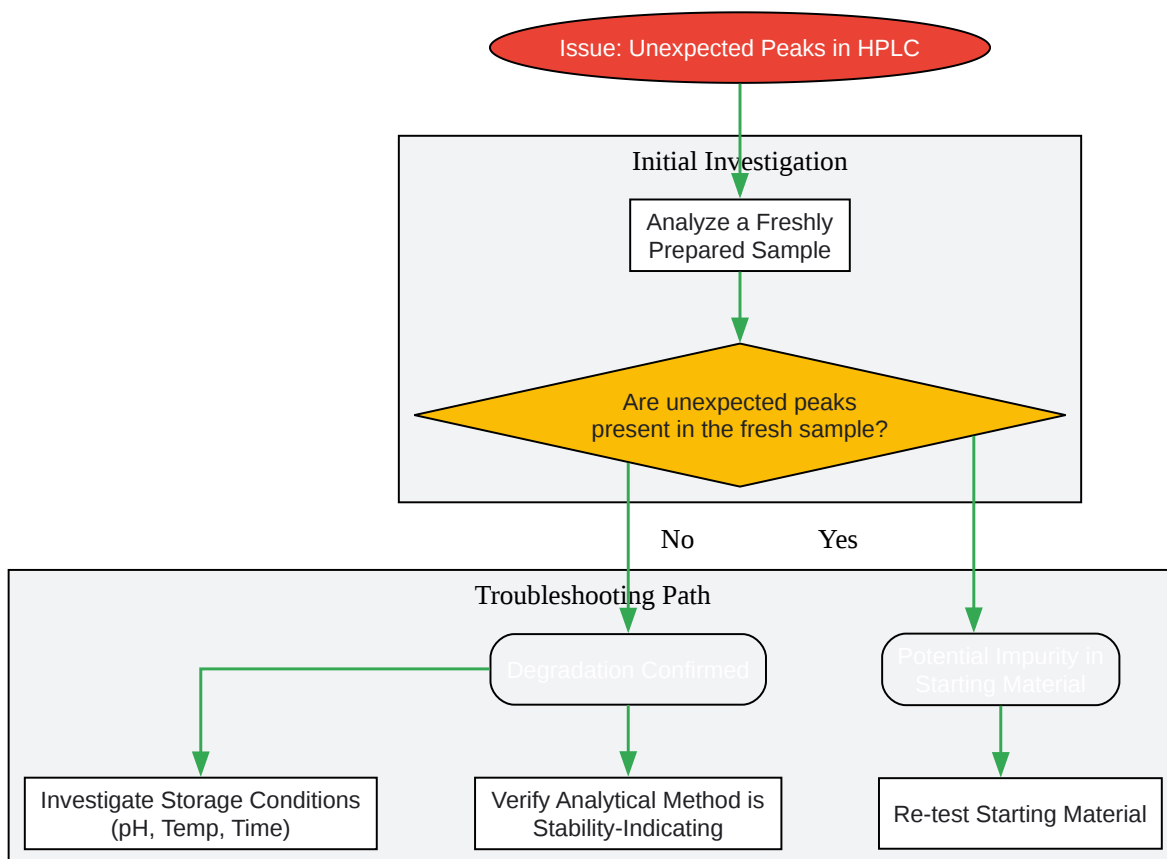 Issue: Unexpected Peaks in HPLC
Initial Investigation
Analyze a Freshly
Prepared Sample
Are unexpected peaks
present in the fresh sample?
No
Yes
Troubleshooting Path
Degradation Confirmed
Potential Impurity in
Starting Material
Investigate Storage Conditions
(pH, Temp, Time)
Verify Analytical Method is
Stability-Indicating
Re-test Starting Material